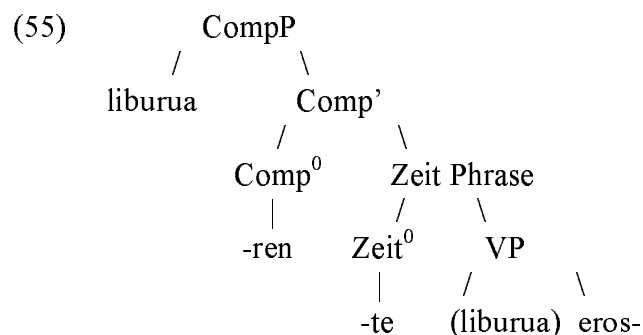 (55) CompP
liburua Comp’
Comp⁰ Zeit Phrase
-ren Zeit⁰ VP
-te (liburua) eros-